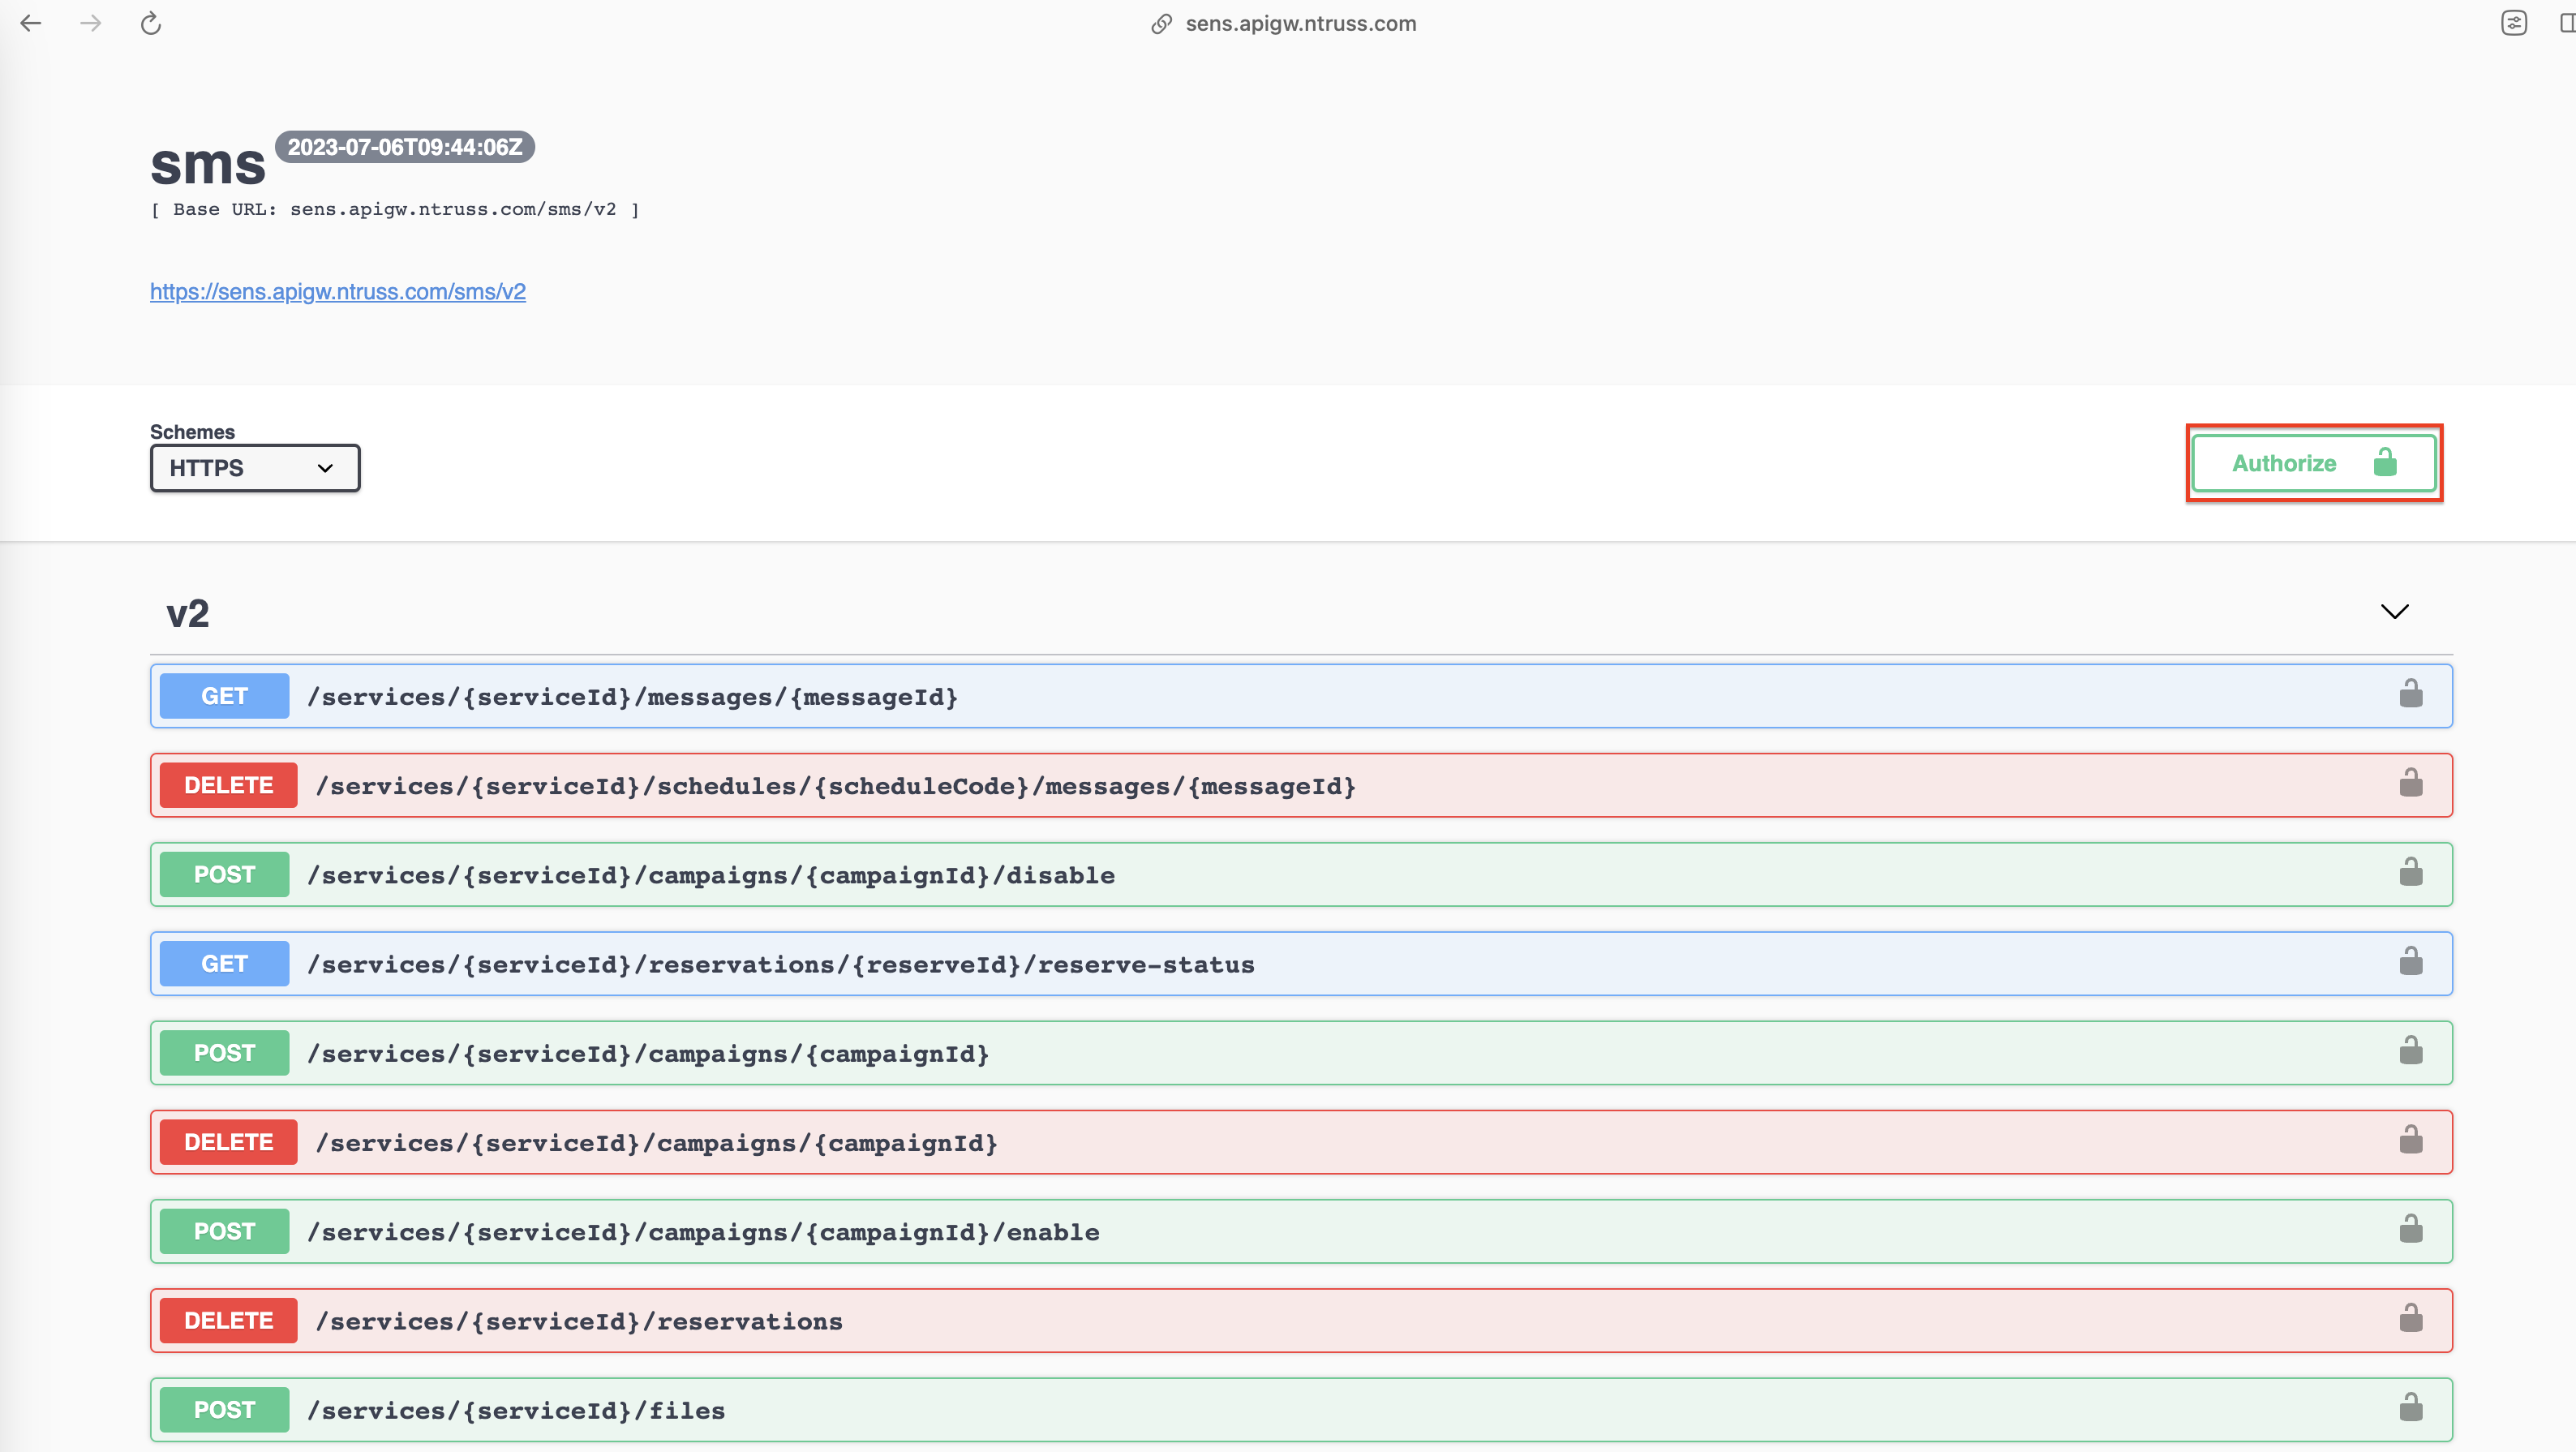 sens.apigw.ntruss.com
sms 2023-07-06T09:44:06Z
[ Base URL: sens.apigw.ntruss.com/sms/v2 ]
https://sens.apigw.ntruss.com/sms/v2
Schemes
HTTPS
Authorize
v2
GET /services/{serviceId}/messages/{messageId}
DELETE /services/{serviceId}/schedules/{scheduleCode}/messages/{messageId}
POST /services/{serviceId}/campaigns/{campaignId}/disable
GET /services/{serviceId}/reservations/{reserveId}/reserve-status
POST /services/{serviceId}/campaigns/{campaignId}
DELETE /services/{serviceId}/campaigns/{campaignId}
POST /services/{serviceId}/campaigns/{campaignId}/enable
DELETE /services/{serviceId}/reservations
POST /services/{serviceId}/files